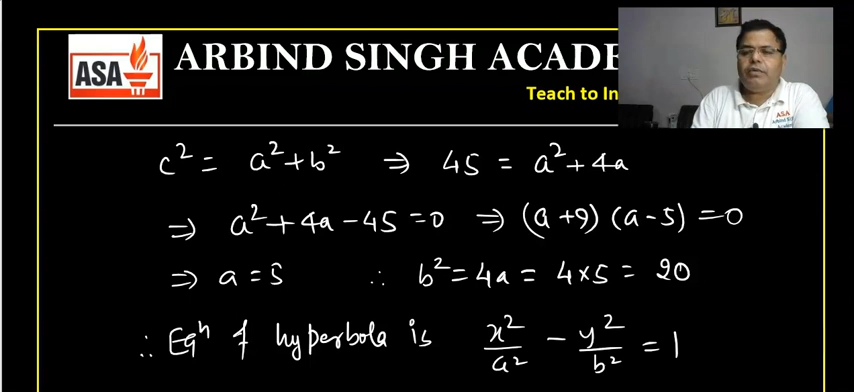 ASA
ARBIND SINGH ACADE
Teach to In
ASA
c² = a² + b² ⇒ 45 = a² + 4a
⇒ a² + 4a - 45 = 0 ⇒ (a + 9) (a - 5) = 0
⇒ a = 5 ∴ b² = 4a = 4 × 5 = 20
∴ Eqⁿ of hyperbola is x²/a² - y²/b² = 1